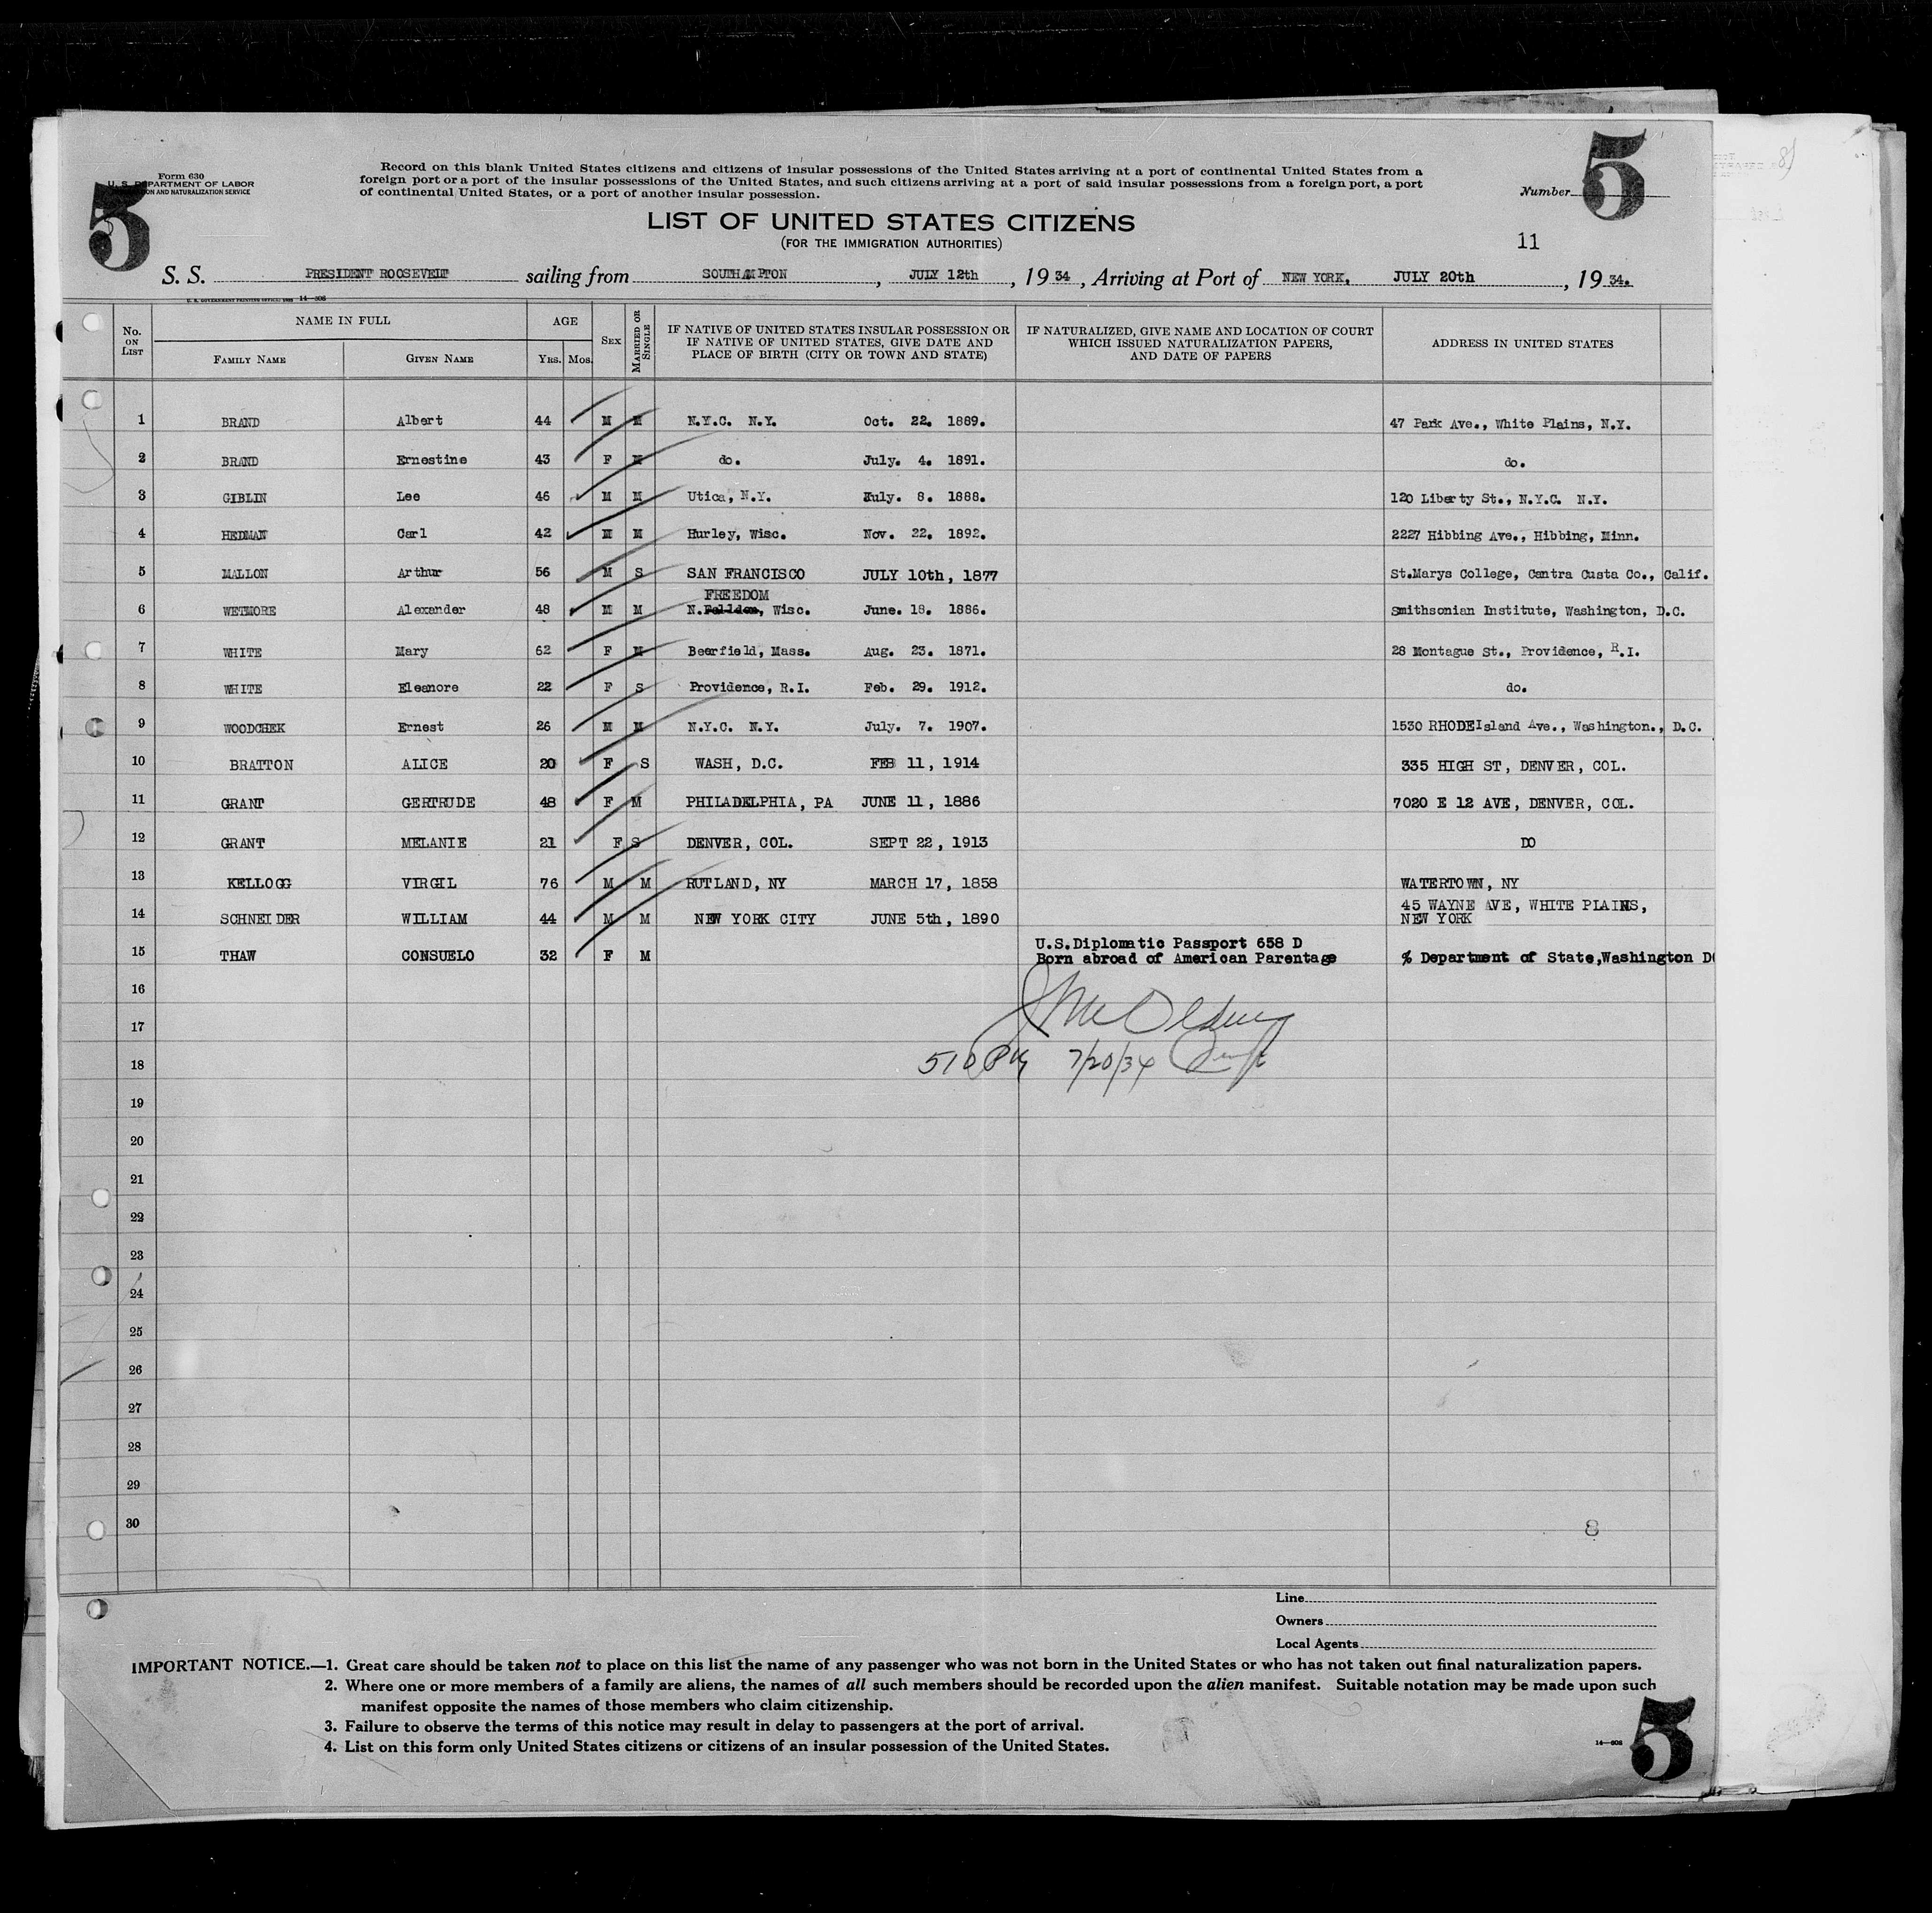 5
Form 630
U. S. DEPARTMENT OF LABOR
AND NATURALIZATION SERVICE
5
Record on this blank United States citizens and citizens of insular possessions of the United States arriving at a port of continental United States from a
foreign port or a port of the insular possessions of the United States, and such citizens arriving at a port of said insular possessions from a foreign port, a port
of continental United States, or a port of another insular possession.
Number
LIST OF UNITED STATES CITIZENS
(FOR THE IMMIGRATION AUTHORITIES)
11
S. S. PRESIDENT ROOSEVELT sailing from SOUTHAMPTON, JULY 12th, 1934, Arriving at Port of NEW YORK, JULY 20th, 1934.
U. S. GOVERNMENT PRINTING OFFICE: 14—608
No. ON LIST NAME IN FULL AGE SEX MARRIED OR SINGLE IF NATIVE OF UNITED STATES INSULAR POSSESSION OR IF NATIVE OF UNITED STATES, GIVE DATE AND PLACE OF BIRTH (CITY OR TOWN AND STATE) IF NATURALIZED, GIVE NAME AND LOCATION OF COURT WHICH ISSUED NATURALIZATION PAPERS, AND DATE OF PAPERS ADDRESS IN UNITED STATES
FAMILY NAME GIVEN NAME YRS. MOS.
1 BRAND Albert 44 M M N.Y.C. N.Y. Oct. 22. 1889. 47 Park Ave., White Plains, N.Y.
2 BRAND Ernestine 43 F M do. July. 4. 1891. do.
3 GIBLIN Lee 46 M M Utica, N.Y. July. 8. 1888. 120 Liberty St., N.Y.C. N.Y.
4 HEDMAN Carl 42 M M Hurley, Wisc. Nov. 22. 1892. 2227 Hibbing Ave., Hibbing, Minn.
5 MALLON Arthur 56 M S SAN FRANCISCO JULY 10th, 1877 St.Marys College, Cantra Custa Co., Calif.
FREEDOM
6 WETMORE Alexander 48 M M N. Wisc. June. 18. 1886. Smithsonian Institute, Washington, D.C.
7 WHITE Mary 62 F M Beerfield, Mass. Aug. 23. 1871. 28 Montague St., Providence, R.I.
8 WHITE Eleanore 22 F S Providence, R.I. Feb. 29. 1912. do.
9 WOODCHEK Ernest 26 M M N.Y.C. N.Y. July. 7. 1907. 1530 RHODEIsland Ave., Washington., D.C.
10 BRATTON ALICE 20 F S WASH, D.C. FEB 11, 1914 335 HIGH ST, DENVER, COL.
11 GRANT GERTRUDE 48 F M PHILADELPHIA, PA JUNE 11, 1886 7020 E 12 AVE, DENVER, COL.
12 GRANT MELANIE 21 F S DENVER, COL. SEPT 22, 1913 DO
13 KELLOGG VIRGIL 76 M M RUTLAND, NY MARCH 17, 1858 WATERTOWN, NY
14 SCHNEIDER WILLIAM 44 M M NEW YORK CITY JUNE 5th, 1890 45 WAYNE AVE, WHITE PLAINS,
NEW YORK
U.S.Diplomatic Passport 658 D
15 THAW CONSUELO 32 F M Born abroad of American Parentage % Department of State,Washington D
16
17
18 7/20/34
19
20
21
22
23
24
25
26
27
28
29
30
8
Line
Owners
Local Agents
IMPORTANT NOTICE.—1. Great care should be taken not to place on this list the name of any passenger who was not born in the United States or who has not taken out final naturalization papers.
2. Where one or more members of a family are aliens, the names of all such members should be recorded upon the alien manifest. Suitable notation may be made upon such
manifest opposite the names of those members who claim citizenship.
3. Failure to observe the terms of this notice may result in delay to passengers at the port of arrival.
4. List on this form only United States citizens or citizens of an insular possession of the United States.
14—608
5